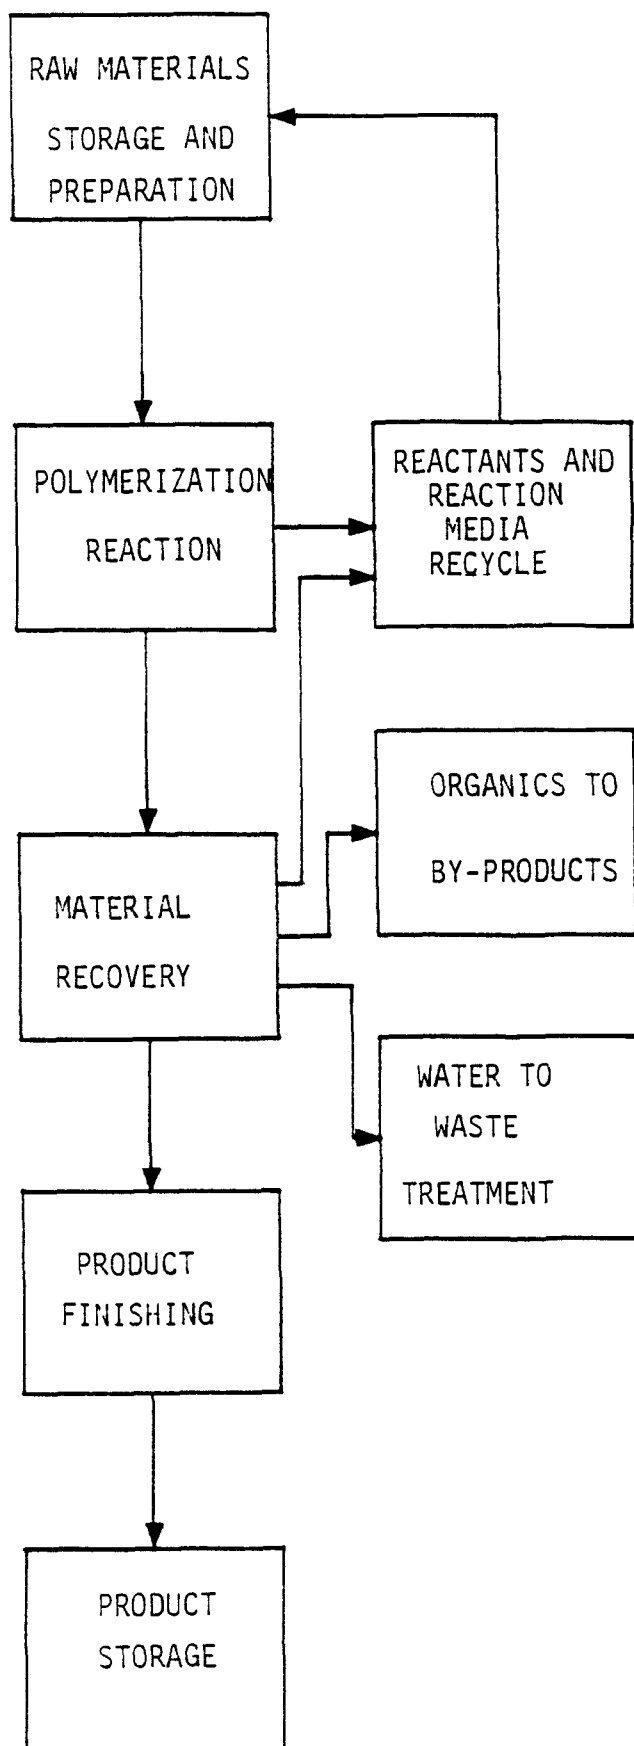 RAW MATERIALS
STORAGE AND
PREPARATION
POLYMERIZATION
REACTION
REACTANTS AND
REACTION
MEDIA
RECYCLE
ORGANICS TO
BY-PRODUCTS
MATERIAL
RECOVERY
WATER TO
WASTE
TREATMENT
PRODUCT
FINISHING
PRODUCT
STORAGE